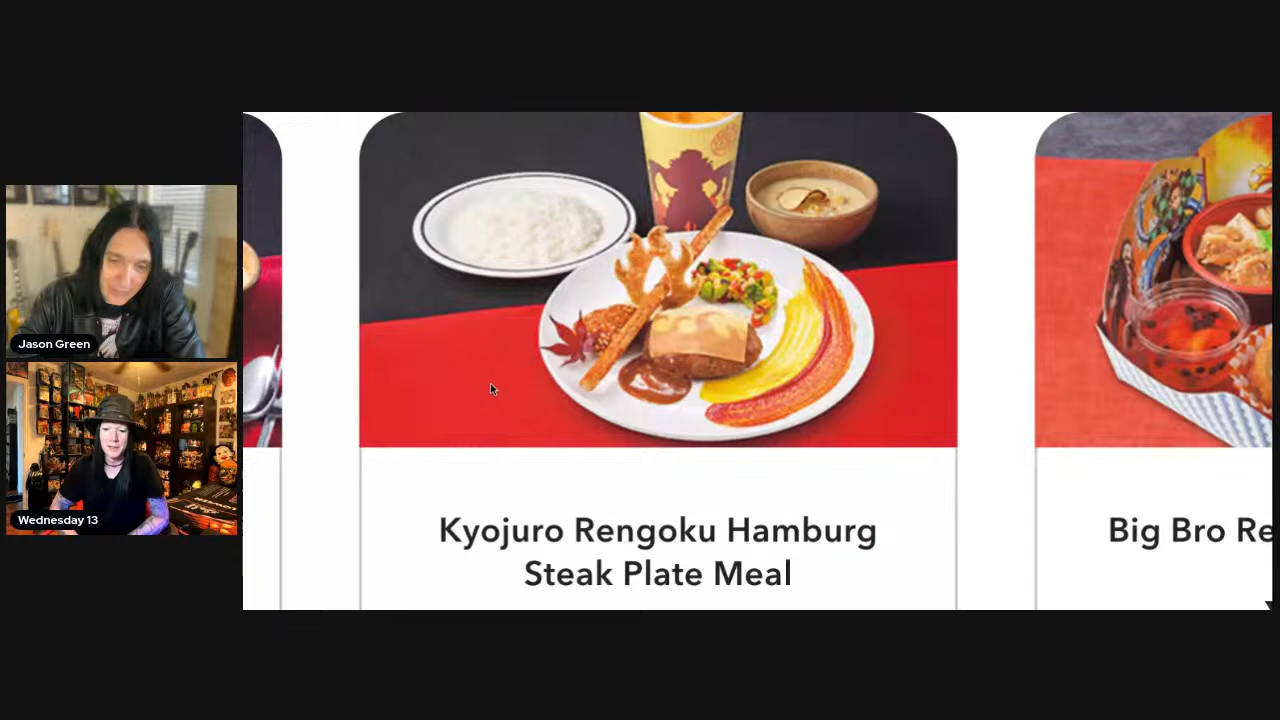 Jason Green
Wednesday 13
Kyojuro Rengoku Hamburg
Steak Plate Meal
Big Bro Re